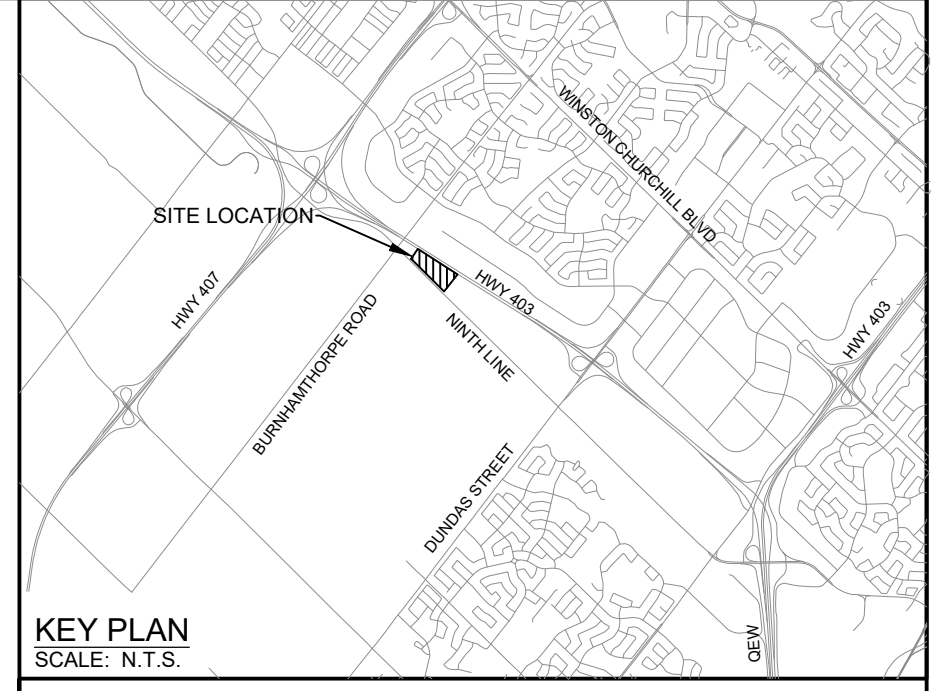 WINSTON CHURCHILL BLVD
SITE LOCATION
HWY 407
HWY 403
HWY 403
NINTH LINE
BURNHAMTHORPE ROAD
DUNDAS STREET
QEW
KEY PLAN
SCALE: N.T.S.